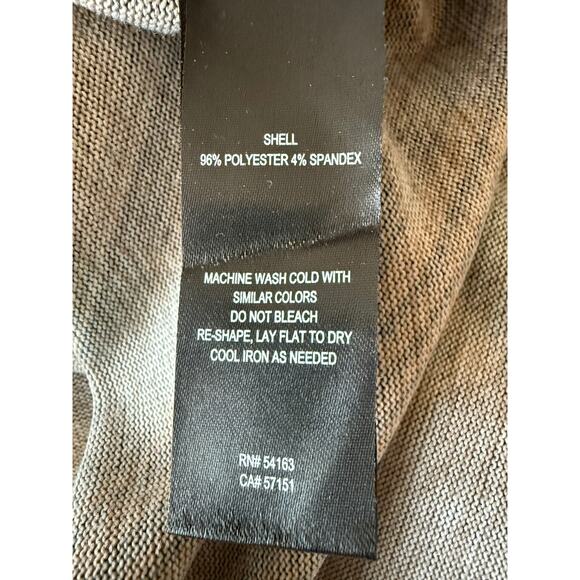 SHELL
96% POLYESTER 4% SPANDEX
MACHINE WASH COLD WITH
SIMILAR COLORS
DO NOT BLEACH
RE-SHAPE, LAY FLAT TO DRY
COOL IRON AS NEEDED
RN# 54163
CA# 57151